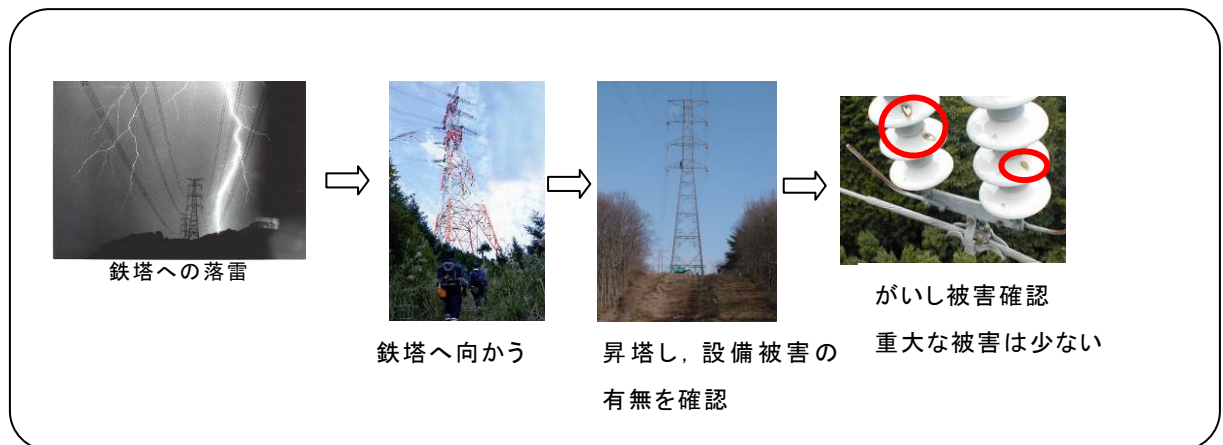 鉄塔への落雷
鉄塔へ向かう
昇塔し，設備被害の
有無を確認
がいし被害確認
重大な被害は少ない